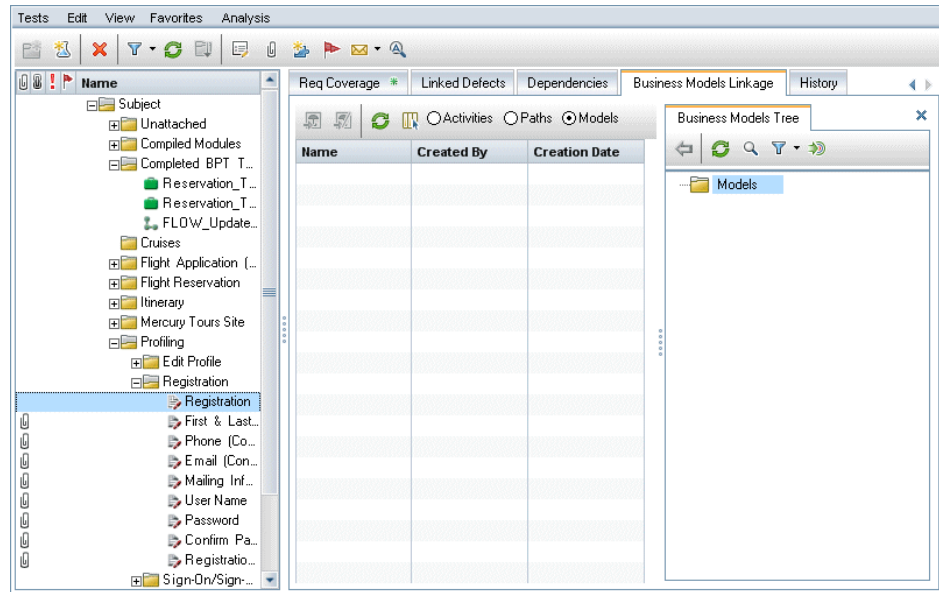 Tests Edit View Favorites Analysis
Name
Subject
Unattached
Compiled Modules
Completed BPT T...
Reservation_T...
Reservation_T...
FLOW_Update...
Cruises
Flight Application (...
Flight Reservation
Itinerary
Mercury Tours Site
Profiling
Edit Profile
Registration
Registration
First & Last...
Phone (Co...
Email (Con...
Mailing Inf...
User Name
Password
Confirm Pa...
Registratio...
Sign-On/Sign-...
Req Coverage * Linked Defects Dependencies Business Models Linkage History
Activities Paths Models
Name Created By Creation Date
Business Models Tree
Models